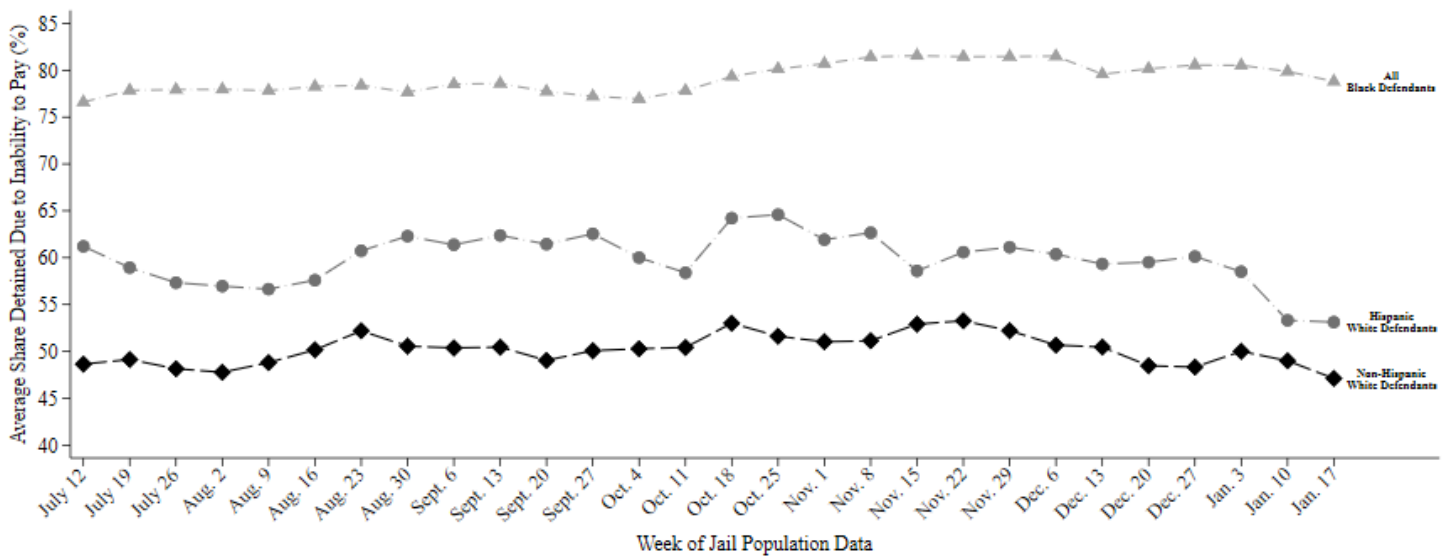 Average Share Detained Due to Inability to Pay (%)
85
80
75
70
65
60
55
50
45
40
All
Black Defendants
Hispanic
White Defendants
Non-Hispanic
White Defendants
July 12
July 19
July 26
Aug. 2
Aug. 9
Aug. 16
Aug. 23
Aug. 30
Sept. 6
Sept. 13
Sept. 20
Sept. 27
Oct. 4
Oct. 11
Oct. 18
Oct. 25
Nov. 1
Nov. 8
Nov. 15
Nov. 22
Nov. 29
Dec. 6
Dec. 13
Dec. 20
Dec. 27
Jan. 3
Jan. 10
Jan. 17
Week of Jail Population Data